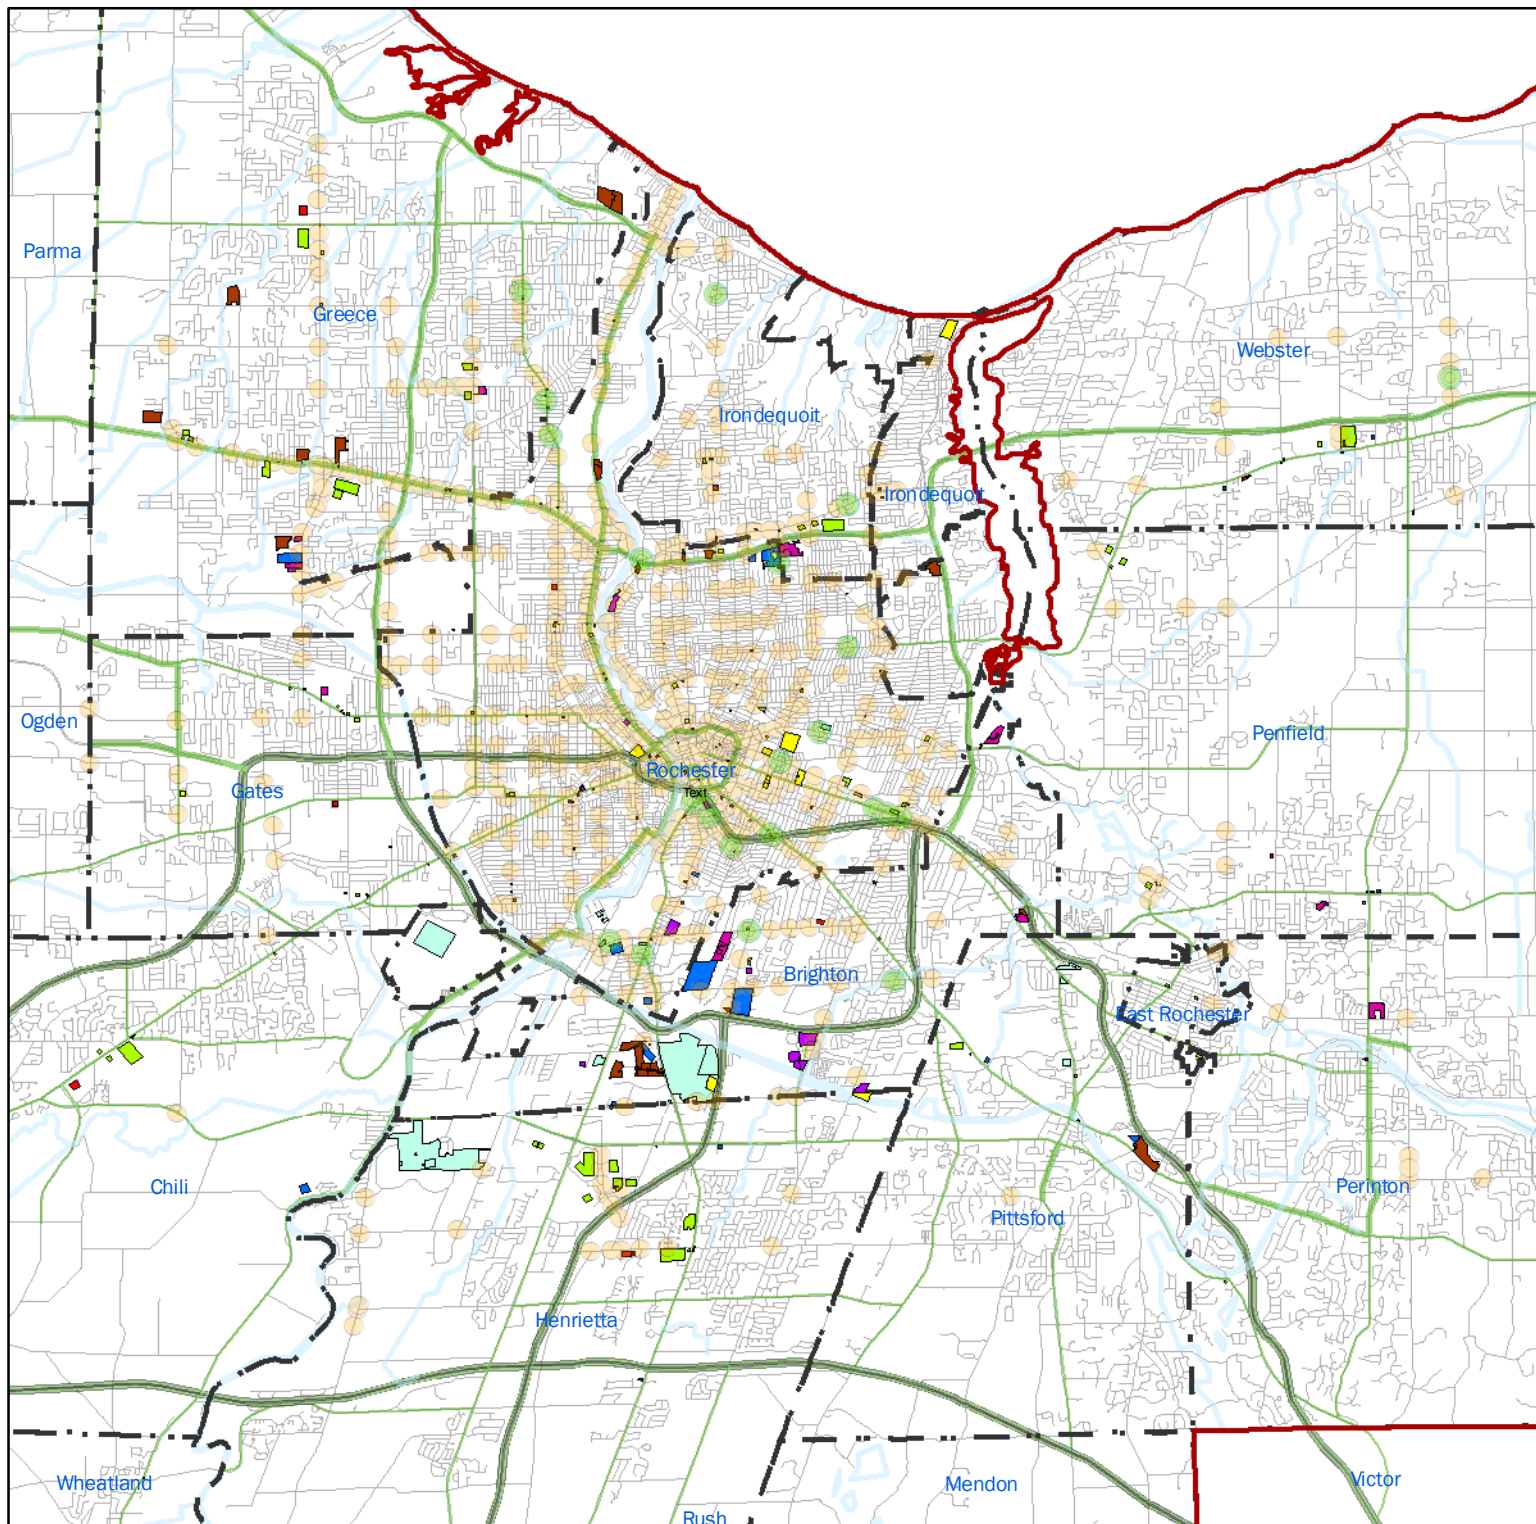 Parma
Greece
Webster
Irondequoit
Irondequoit
Ogden
Penfield
Rochester
Gates
Text
Brighton
East Rochester
Chili
Perinton
Pittsford
Henrietta
Wheatland
Mendon
Victor
Rush